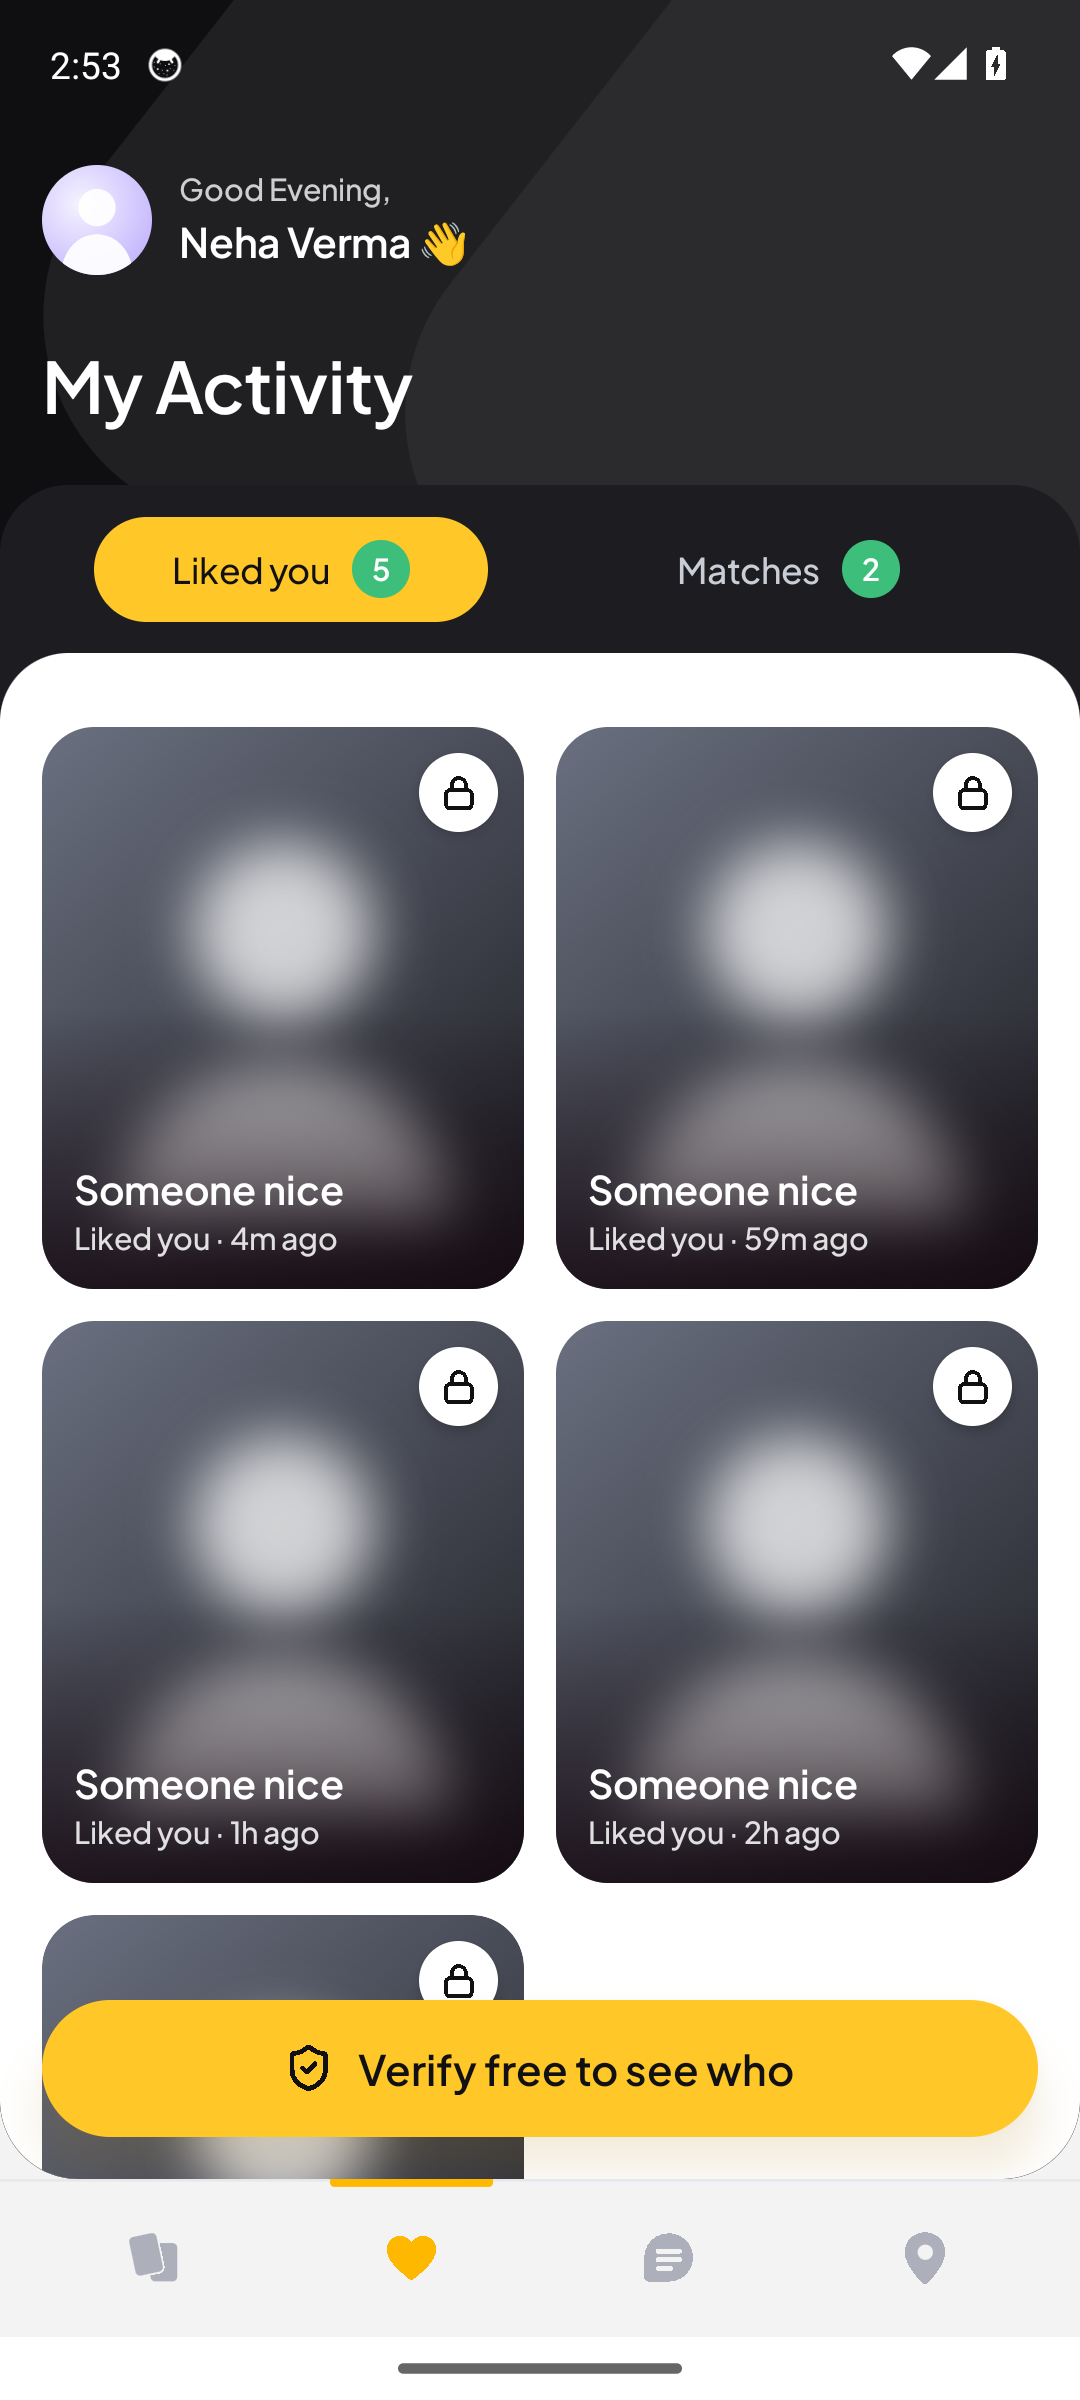 2:53
Good Evening,
Neha Verma 👋
My Activity
Liked you 5
Matches 2
Someone nice
Liked you · 4m ago
Someone nice
Liked you · 59m ago
Someone nice
Liked you · 1h ago
Someone nice
Liked you · 2h ago
Verify free to see who